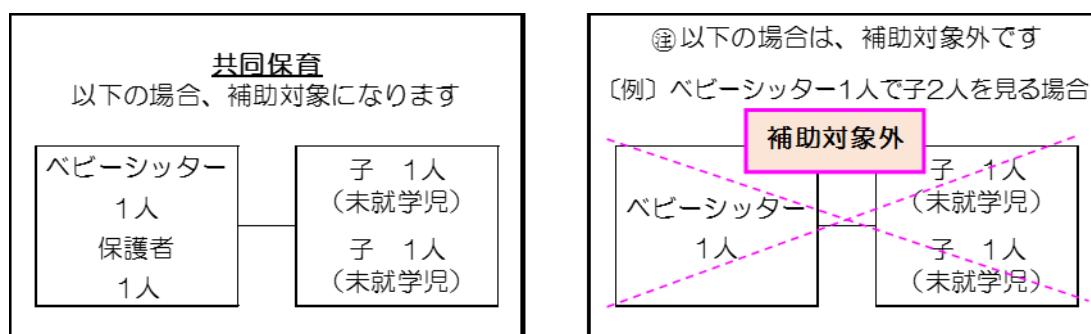 共同保育
以下の場合、補助対象になります
ベビーシッター
1人
保護者
1人
子 1人
(未就学児)
子 1人
(未就学児)
㊟以下の場合は、補助対象外です
〔例〕ベビーシッター1人で子2人を見る場合
補助対象外
ベビーシッター
1人
子 1人
(未就学児)
子 1人
(未就学児)